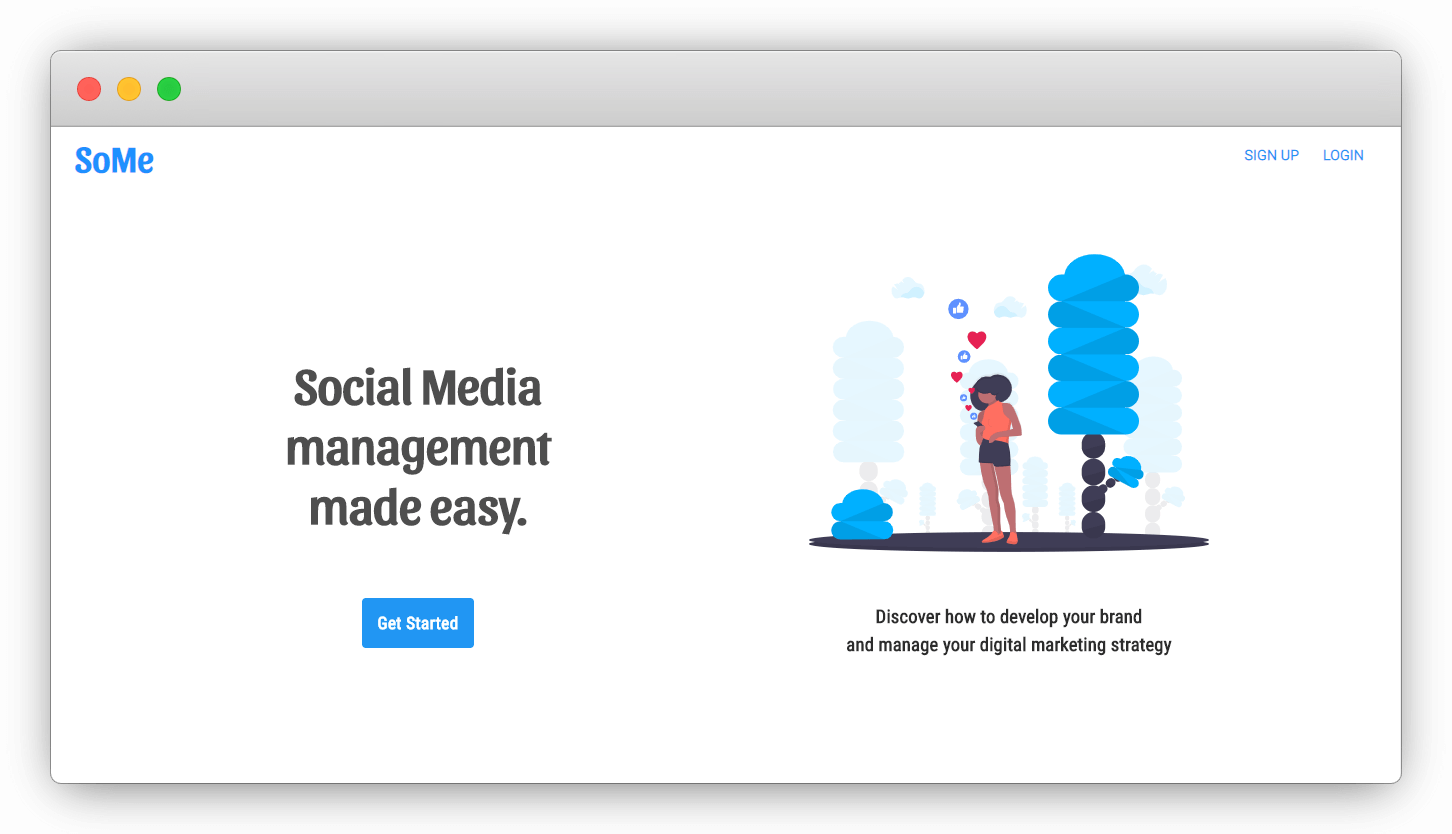 SoMe
SIGN UP LOGIN
Social Media
management
made easy.
Get Started
Discover how to develop your brand
and manage your digital marketing strategy